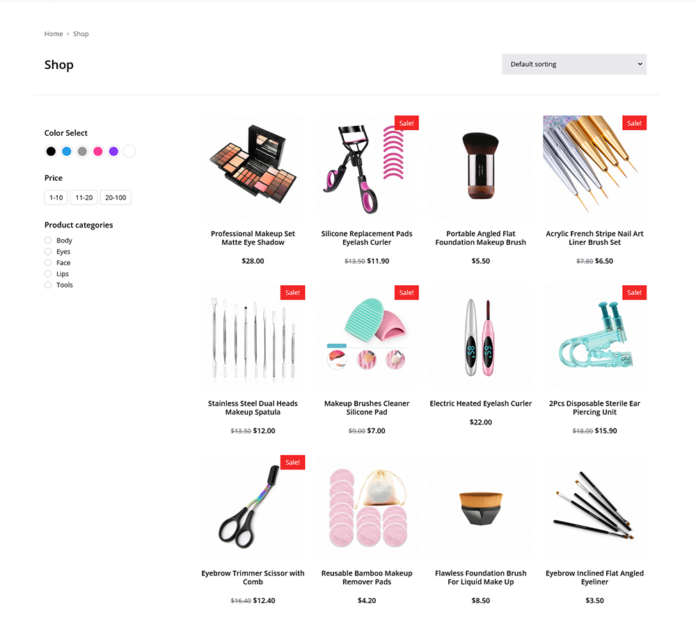 Home › Shop
Shop
Default sorting
Color Select
Price
1-10 11-20 20-100
Product categories
Body
Eyes
Face
Lips
Tools
Professional Makeup Set
Matte Eye Shadow
$28.00
Sale!
Silicone Replacement Pads
Eyelash Curler
$13.50 $11.90
Portable Angled Flat
Foundation Makeup Brush
$5.50
Sale!
Acrylic French Stripe Nail Art
Liner Brush Set
$7.80 $6.50
Sale!
Stainless Steel Dual Heads
Makeup Spatula
$13.50 $12.00
Sale!
Makeup Brushes Cleaner
Silicone Pad
$9.00 $7.00
Electric Heated Eyelash Curler
$22.00
Sale!
2Pcs Disposable Sterile Ear
Piercing Unit
$18.00 $15.90
Sale!
Eyebrow Trimmer Scissor with
Comb
$16.40 $12.40
Reusable Bamboo Makeup
Remover Pads
$4.20
Flawless Foundation Brush
For Liquid Make Up
$8.50
Eyebrow Inclined Flat Angled
Eyeliner
$3.50